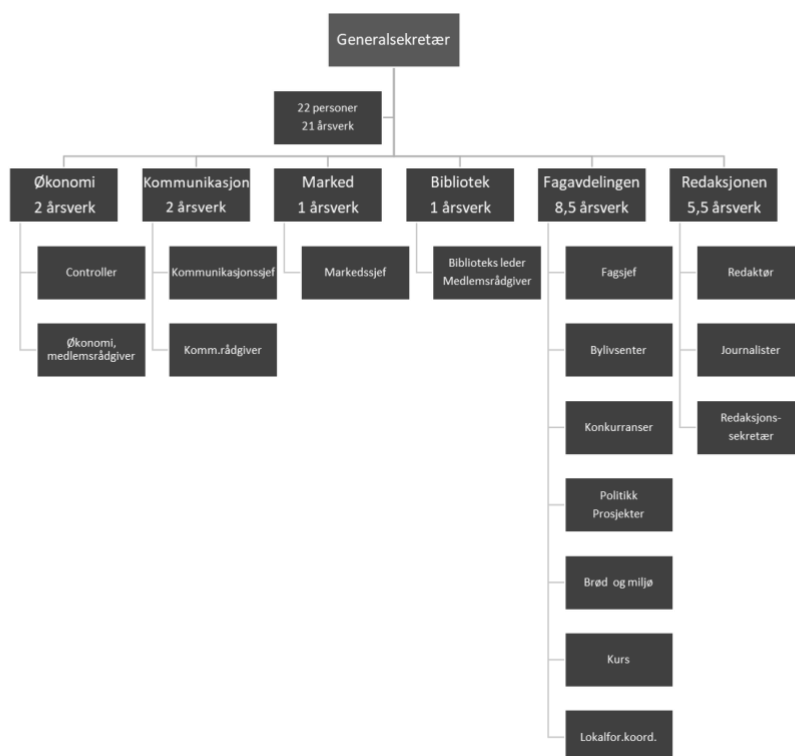 Generalsekretær
22 personer
21 årsverk
Økonomi
2 årsverk
Kommunikasjon
2 årsverk
Marked
1 årsverk
Bibliotek
1 årsverk
Fagavdelingen
8,5 årsverk
Redaksjonen
5,5 årsverk
Controller
Økonomi,
medlemsrådgiver
Kommunikasjonssjef
Komm.rådgiver
Markedssjef
Biblioteks leder
Medlemsrådgiver
Fagsjef
Bylivsenter
Konkurranser
Politikk
Prosjekter
Brød og miljø
Kurs
Lokalfor.koord.
Redaktør
Journalister
Redaksjons-
sekretær